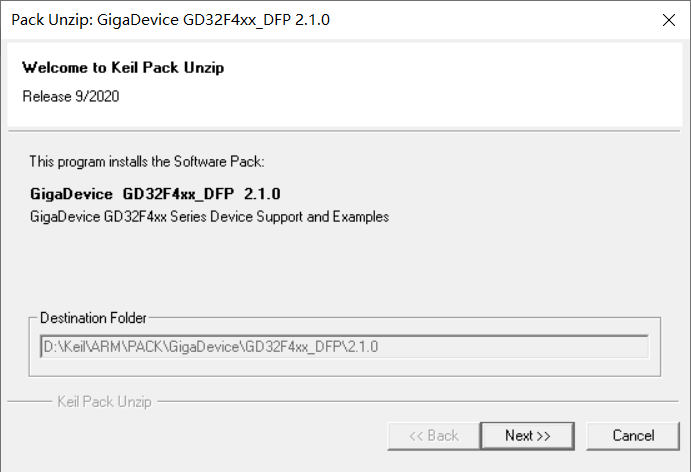 Pack Unzip: GigaDevice GD32F4xx_DFP 2.1.0
Welcome to Keil Pack Unzip
Release 9/2020
This program installs the Software Pack:
GigaDevice GD32F4xx_DFP 2.1.0
GigaDevice GD32F4xx Series Device Support and Examples
Destination Folder
D:\Keil\ARM\PACK\GigaDevice\GD32F4xx_DFP\2.1.0
Keil Pack Unzip
<< Back Next >> Cancel